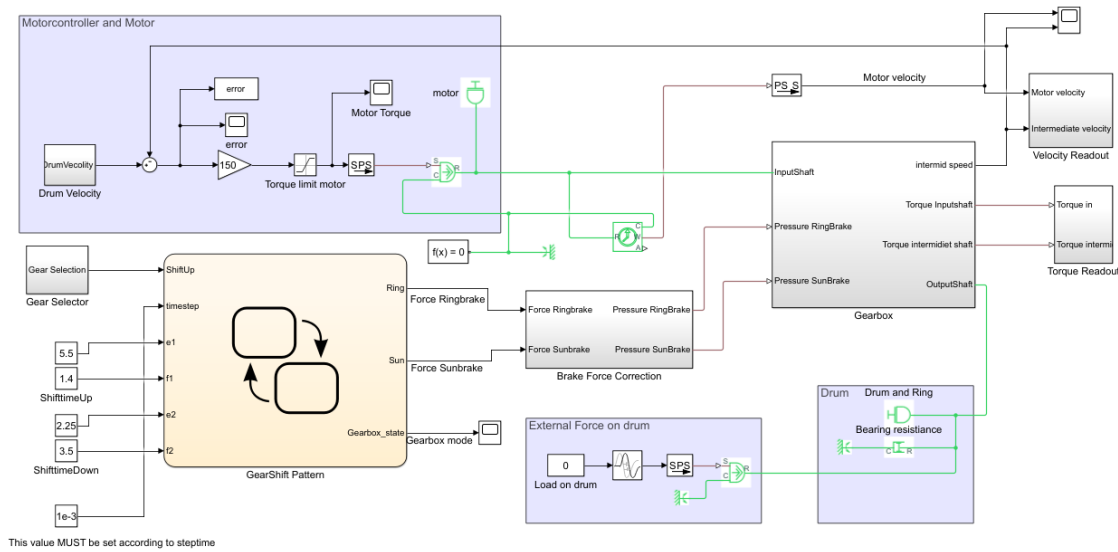 Motorcontroller and Motor
error
motor
Motor Torque
error
DrumVecolity
Drum Velocity
+
-
150
Torque limit motor
SPS
S
C
R
PS S
Motor velocity
Motor velocity
Intermediate velocity
Velocity Readout
InputShaft
intermid speed
Torque Inputshaft
Pressure RingBrake
Torque intermidiet shaft
Pressure SunBrake
OutputShaft
Gearbox
Torque in
Torque intermi
Torque Readout
R
C
W
A
f(x) = 0
Gear Selection
Gear Selector
ShiftUp
timestep
e1
f1
e2
f2
Ring
Sun
Gearbox_state
GearShift Pattern
5.5
1.4
ShifttimeUp
2.25
3.5
ShifttimeDown
1e-3
This value MUST be set according to steptime
Force Ringbrake
Force Sunbrake
Gearbox mode
Force Ringbrake
Pressure RingBrake
Force Sunbrake
Pressure SunBrake
Brake Force Correction
External Force on drum
0
Load on drum
SPS
S
C
R
Drum
Drum and Ring
Bearing resistiance
C
R